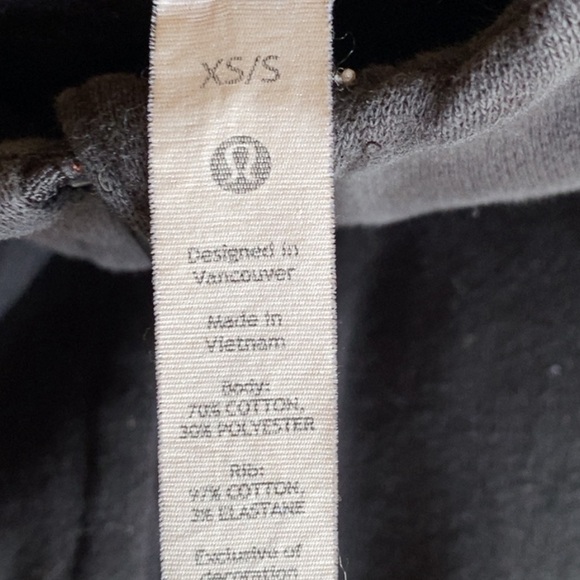 XS/S
Designed in
Vancouver
Made in
Vietnam
Body:
70% COTTON,
30% POLYESTER
Rib:
97% COTTON,
3% ELASTANE
Exclusive of
decoration